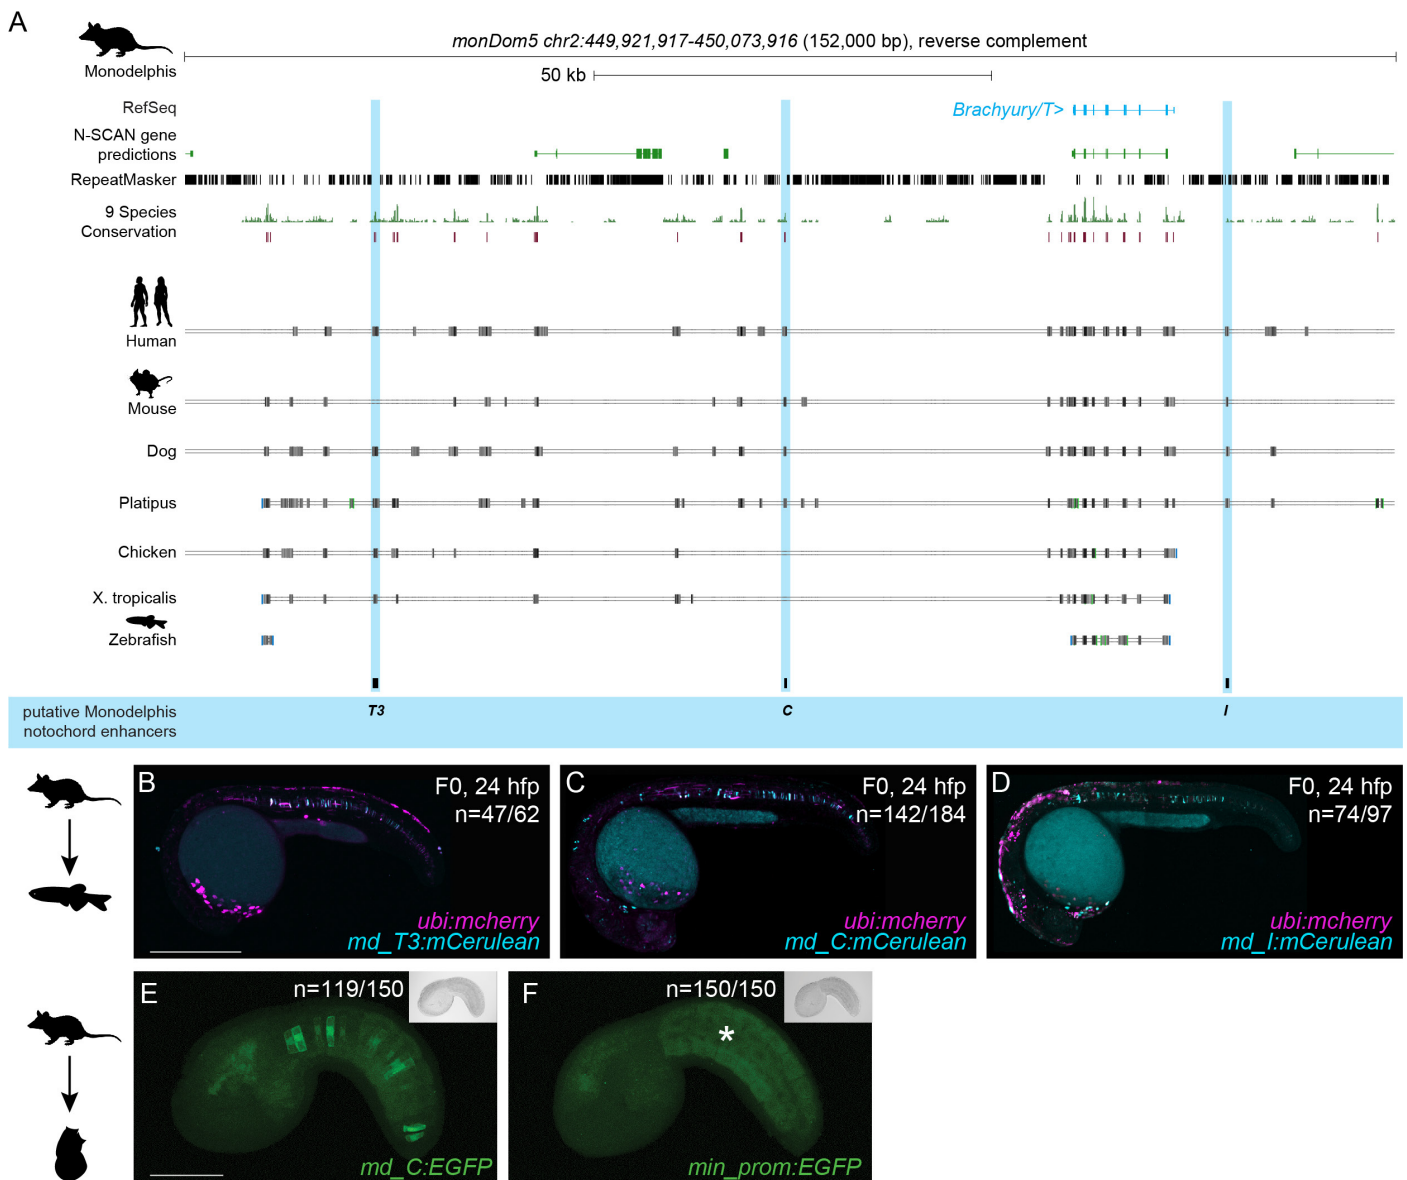 A
monDom5 chr2:449,921,917-450,073,916 (152,000 bp), reverse complement
Monodelphis
50 kb
RefSeq
Brachyury/T>
N-SCAN gene
predictions
RepeatMasker
9 Species
Conservation
Human
Mouse
Dog
Platipus
Chicken
X. tropicalis
Zebrafish
putative Monodelphis
notochord enhancers
T3
C
I
B
F0, 24 hfp
n=47/62
ubi:mcherry
md_T3:mCerulean
C
F0, 24 hfp
n=142/184
ubi:mcherry
md_C:mCerulean
D
F0, 24 hfp
n=74/97
ubi:mcherry
md_I:mCerulean
E
n=119/150
md_C:EGFP
F
n=150/150
*
min_prom:EGFP